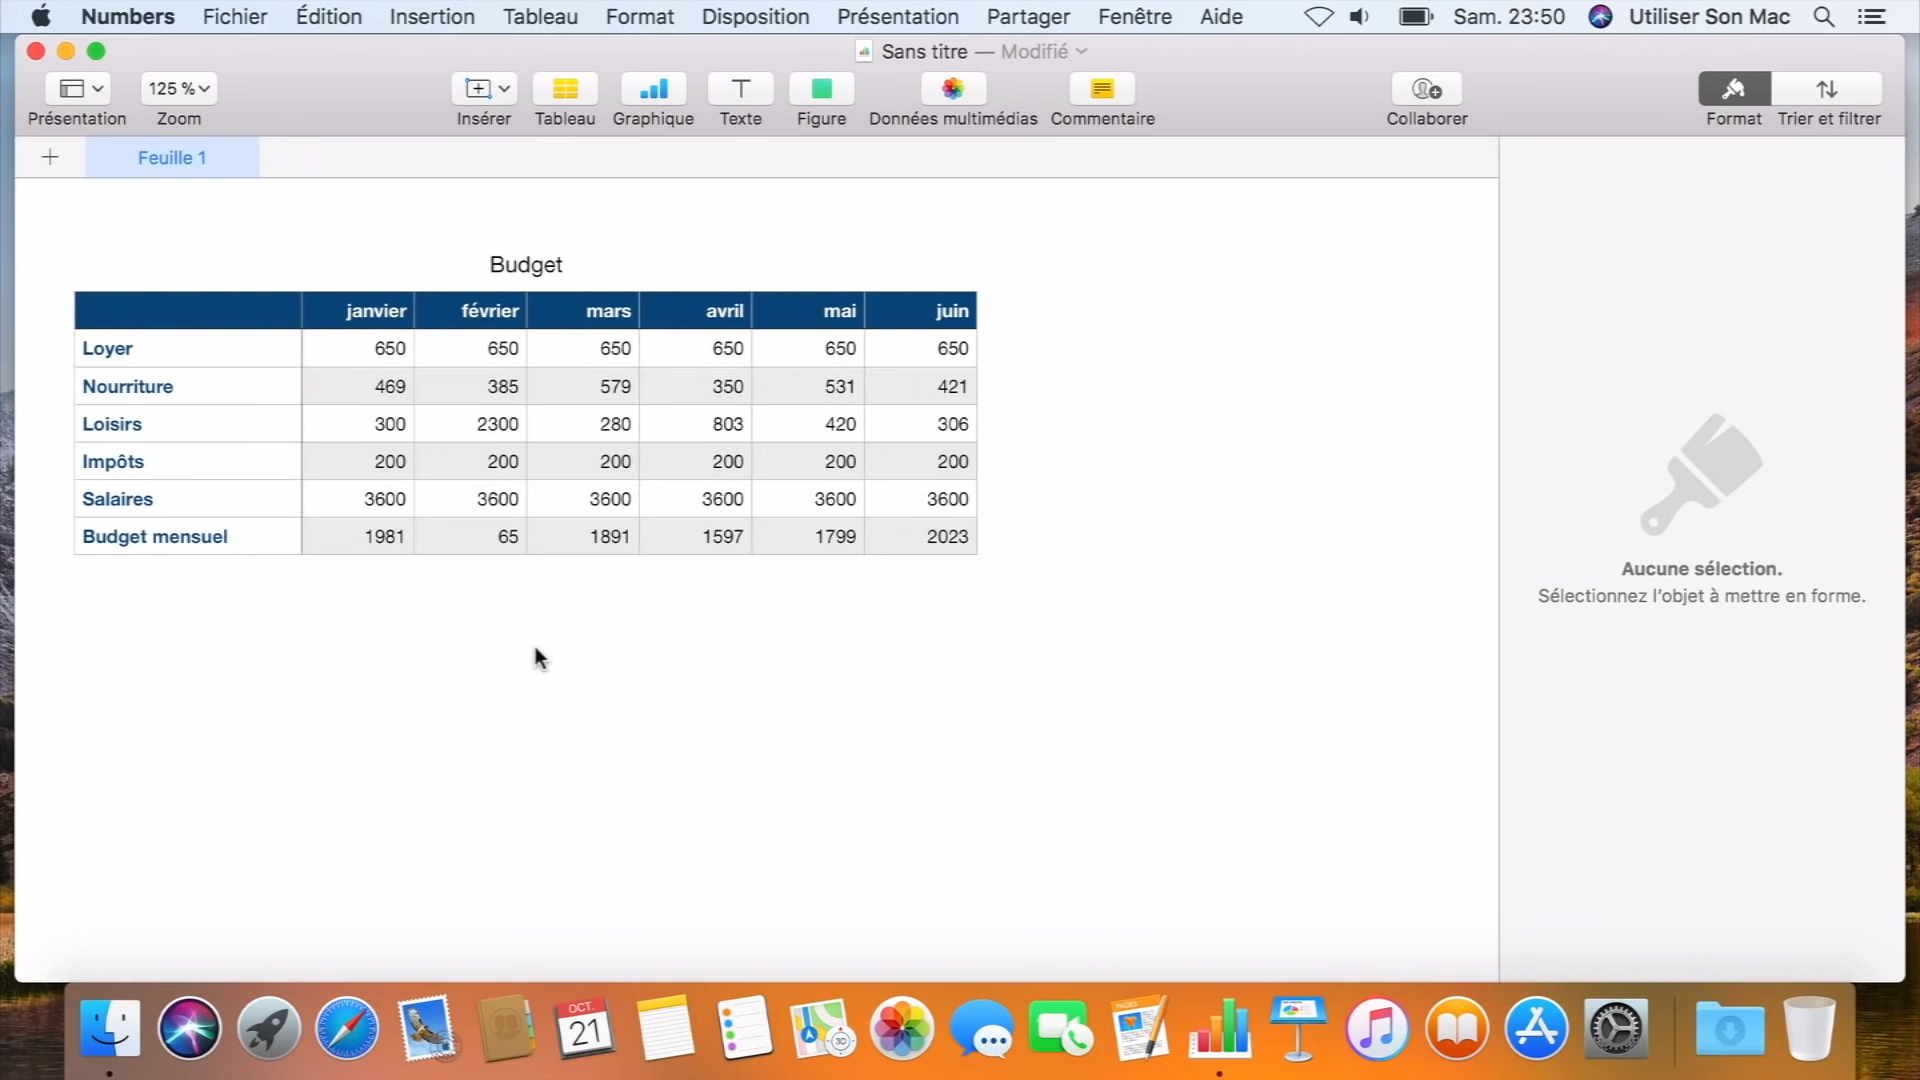 Numbers Fichier Édition Insertion Tableau Format Disposition Présentation Partager Fenêtre Aide Sam. 23:50 Utiliser Son Mac
Sans titre — Modifié
125 %
Présentation Zoom Insérer Tableau Graphique Texte Figure Données multimédias Commentaire Collaborer Format Trier et filtrer
Feuille 1
Budget
janvier février mars avril mai juin
Loyer 650 650 650 650 650 650
Nourriture 469 385 579 350 531 421
Loisirs 300 2300 280 803 420 306
Impôts 200 200 200 200 200 200
Salaires 3600 3600 3600 3600 3600 3600
Budget mensuel 1981 65 1891 1597 1799 2023
Aucune sélection.
Sélectionnez l'objet à mettre en forme.
OCT.
21
3D
PAGES